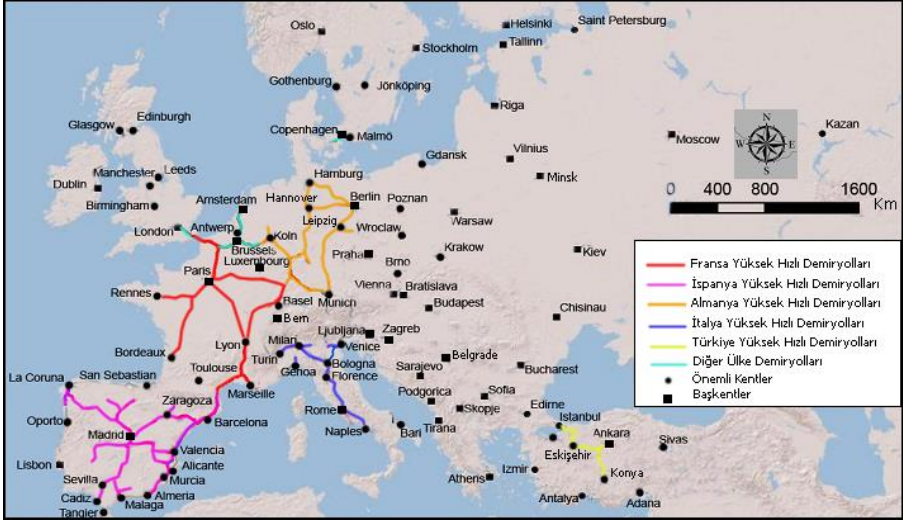 Oslo
Helsinki
Saint Petersburg
Stockholm
Tallinn
Gothenburg
Jönköping
Riga
Glasgow
Edinburgh
Copenhagen
Malmö
Moscow
Kazan
N
W
E
S
Manchester
Leeds
Dublin
Birmingham
London
Hamburg
Gdansk
Vilnius
Minsk
Amsterdam
Hannover
Berlin
Poznan
Warsaw
0 400 800 1600
Km
Antwerp
Brussels
Koln
Leipzig
Wroclaw
Luxembourg
Praha
Krakow
Kiev
Paris
Brno
Rennes
Basel
Munich
Vienna
Bratislava
Bern
Budapest
Chisinau
Lyon
Milan
Ljubljana
Zagreb
Bordeaux
Turin
Venice
Belgrade
Toulouse
Genoa
Bologna
Florence
Sarajevo
Bucharest
La Coruna
San Sebastian
Marseille
Podgorica
Sofia
Zaragoza
Rome
Skopje
Edirne
Istanbul
Oporto
Barcelona
Naples
Bari
Tirana
Ankara
Sivas
Madrid
Valencia
Eskişehir
Lisbon
Alicante
Athens
Izmir
Konya
Sevilla
Murcia
Cadiz
Malaga
Almeria
Antalya
Adana
Tangier
Fransa Yüksek Hızlı Demiryolları
İspanya Yüksek Hızlı Demiryolları
Almanya Yüksek Hızlı Demiryolları
İtalya Yüksek Hızlı Demiryolları
Türkiye Yüksek Hızlı Demiryolları
Diğer Ülke Demiryolları
Önemli Kentler
Başkentler